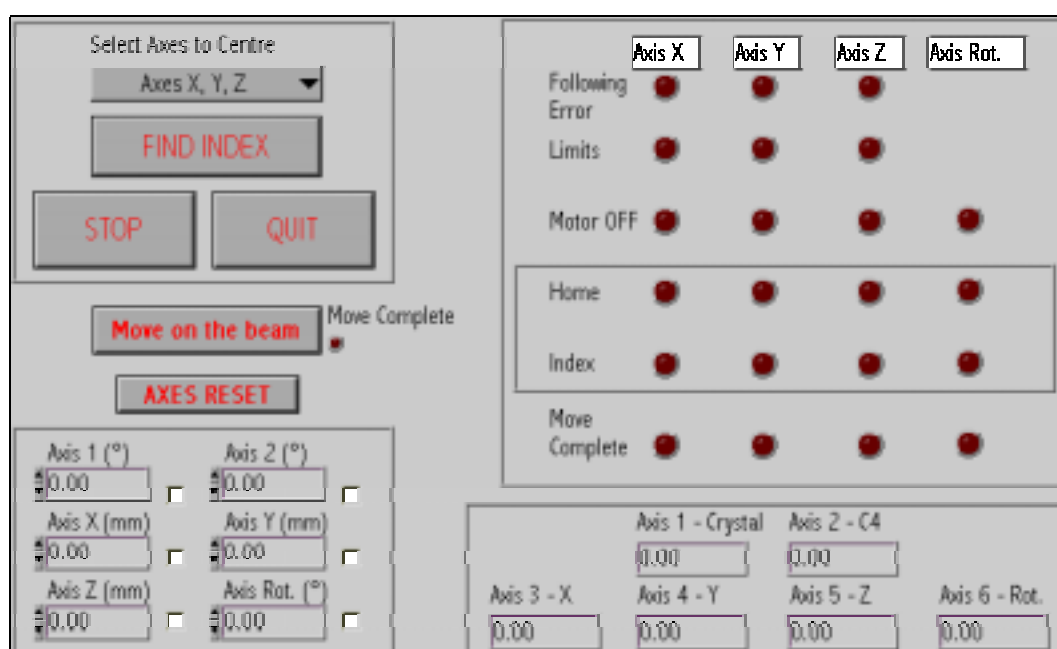 Select Axes to Centre
Axes X, Y, Z
FIND INDEX
STOP QUIT
Move on the beam
Move Complete
AXES RESET
Axis 1 (°) Axis 2 (°)
0.00 0.00
Axis X (mm) Axis Y (mm)
0.00 0.00
Axis Z (mm) Axis Rot. (°)
0.00 0.00
Axis X Axis Y Axis Z Axis Rot.
Following
Error
Limits
Motor OFF
Home
Index
Move
Complete
Axis 1 - Crystal Axis 2 - C4
0.00 0.00
Axis 3 - X Axis 4 - Y Axis 5 - Z Axis 6 - Rot.
0.00 0.00 0.00 0.00